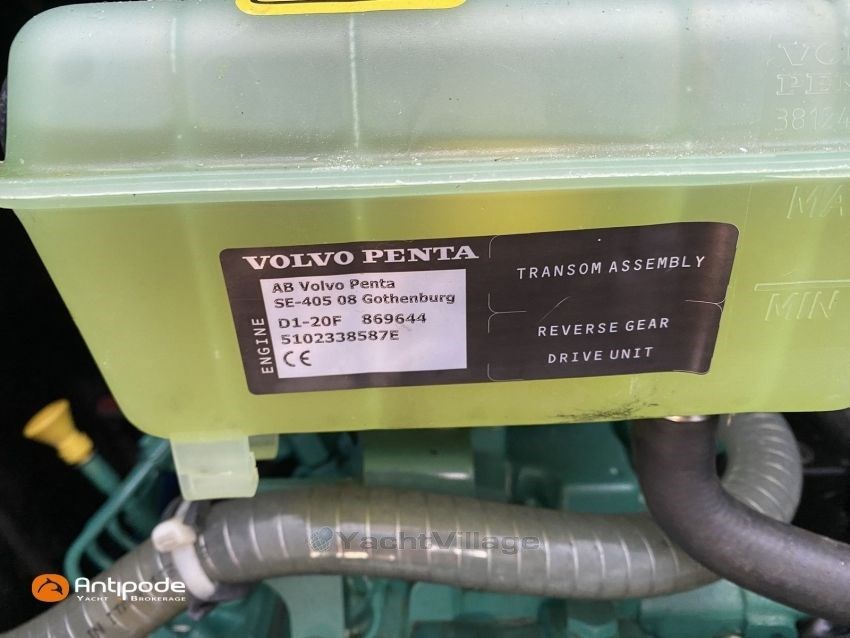 VOLVO PENTA
AB Volvo Penta
SE-405 08 Gothenburg
D1-20F 869644
5102338587E
CE
ENGINE
TRANSOM ASSEMBLY
REVERSE GEAR
DRIVE UNIT
MIN
YachtVillage
Antipode
YACHT BROKERAGE